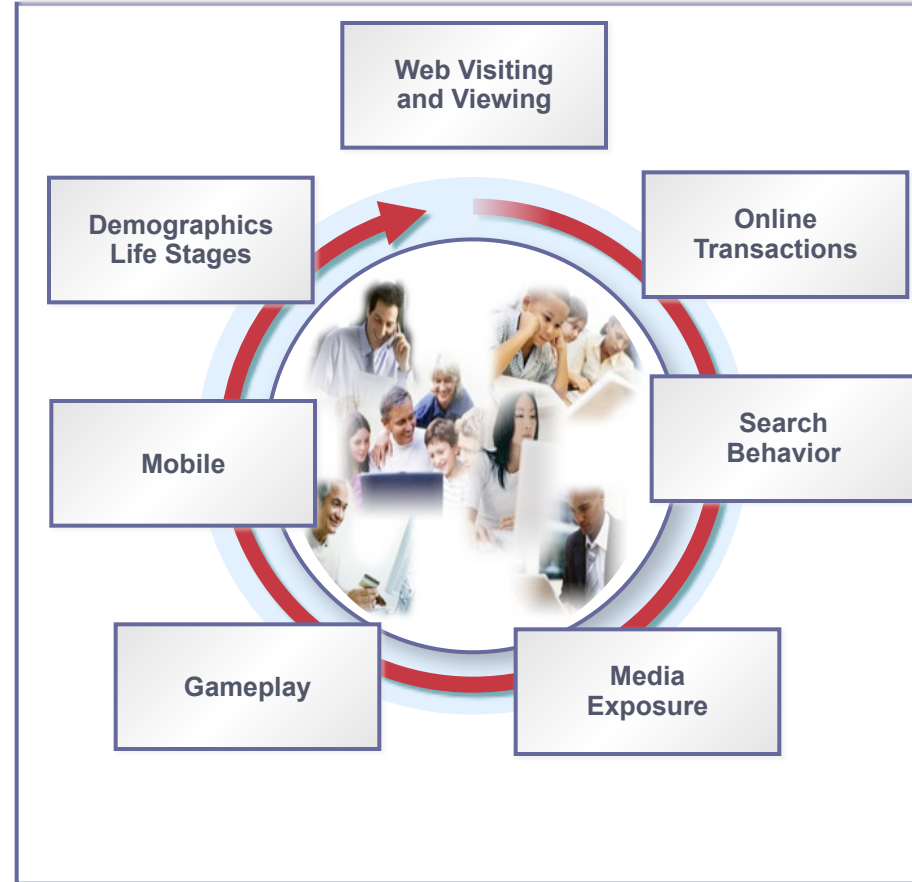 Web Visiting
and Viewing
Online
Transactions
Search
Behavior
Media
Exposure
Gameplay
Mobile
Demographics
Life Stages